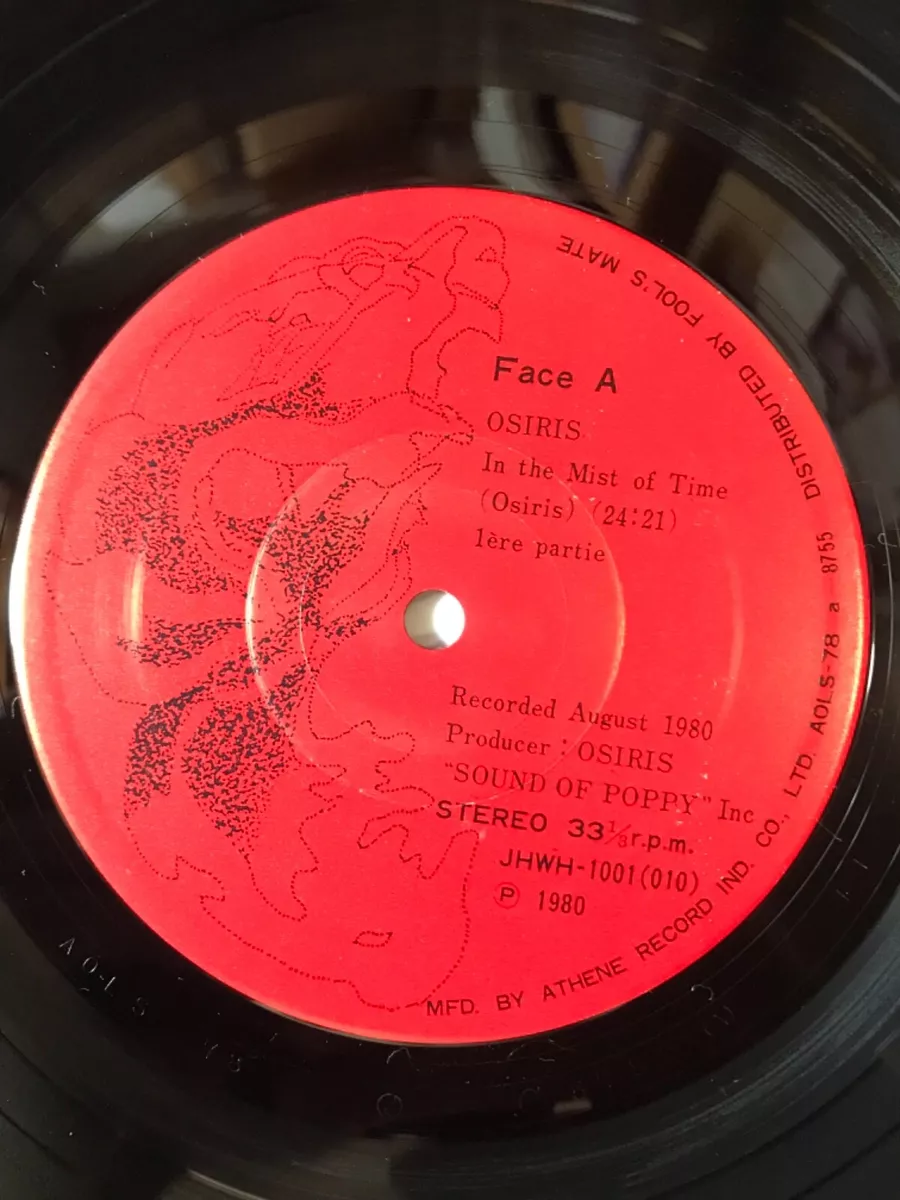 Face A
OSIRIS
In the Mist of Time
(Osiris) (24:21)
1ère partie
Recorded August 1980
Producer : OSIRIS
"SOUND OF POPPY" Inc
STEREO 33⅓r.p.m.
JHWH-1001(010)
Ⓟ 1980
MFD. BY ATHENE RECORD IND. CO., LTD. AOLS-78 a 8755 DISTRIBUTED BY FOOL'S MATE